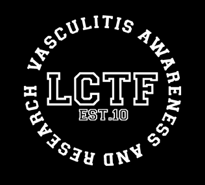 VASCULITIS AWARENESS AND RESEARCH
LCTF
EST.10